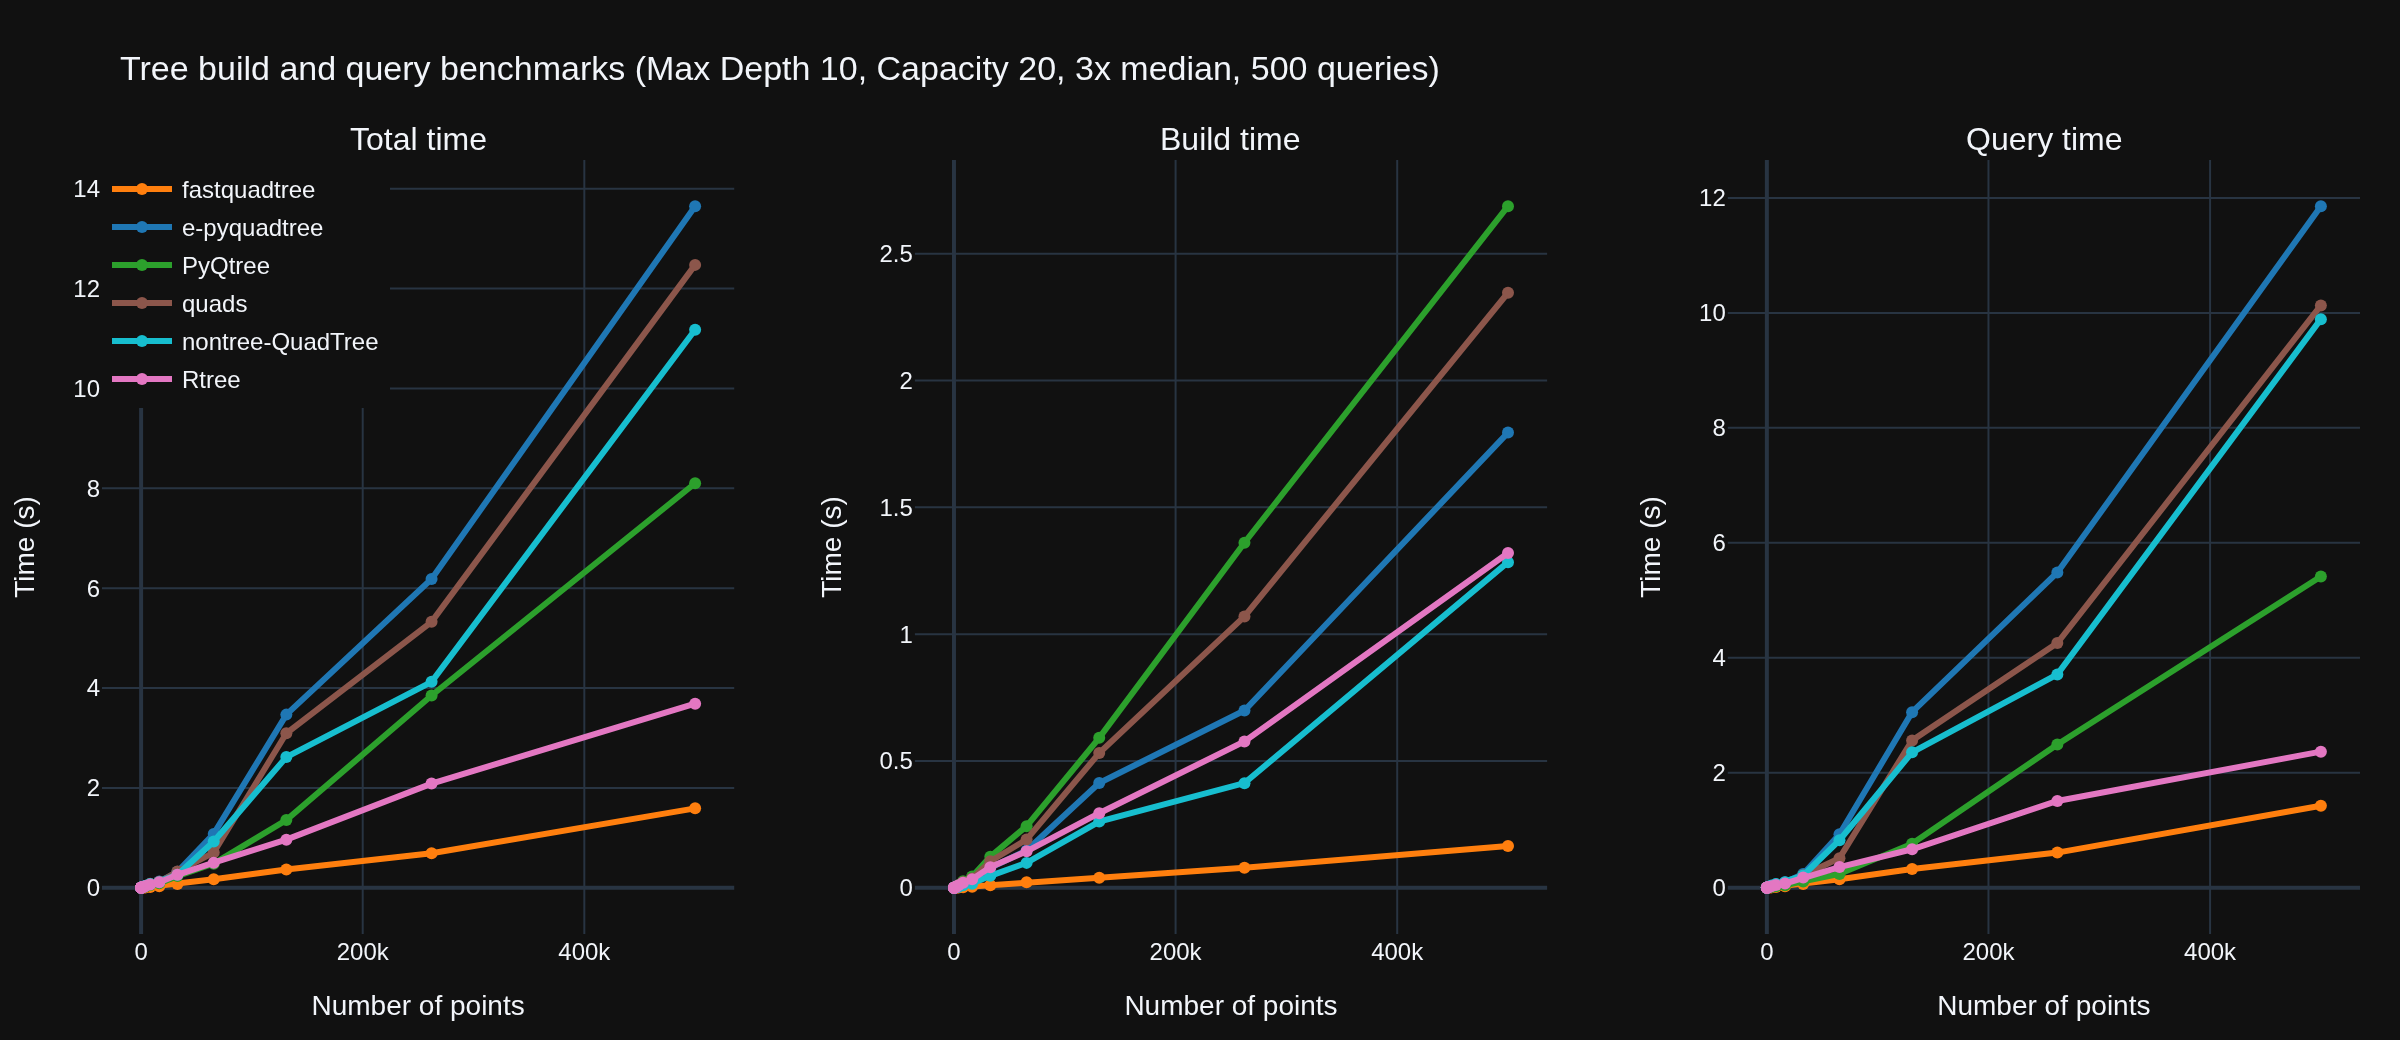 Tree build and query benchmarks (Max Depth 10, Capacity 20, 3x median, 500 queries)
Total time
14
12
10
8
6
4
2
0
fastquadtree
e-pyquadtree
PyQtree
quads
nontree-QuadTree
Rtree
Time (s)
0 200k 400k
Number of points
Build time
2.5
2
1.5
1
0.5
0
Time (s)
0 200k 400k
Number of points
Query time
12
10
8
6
4
2
0
Time (s)
0 200k 400k
Number of points